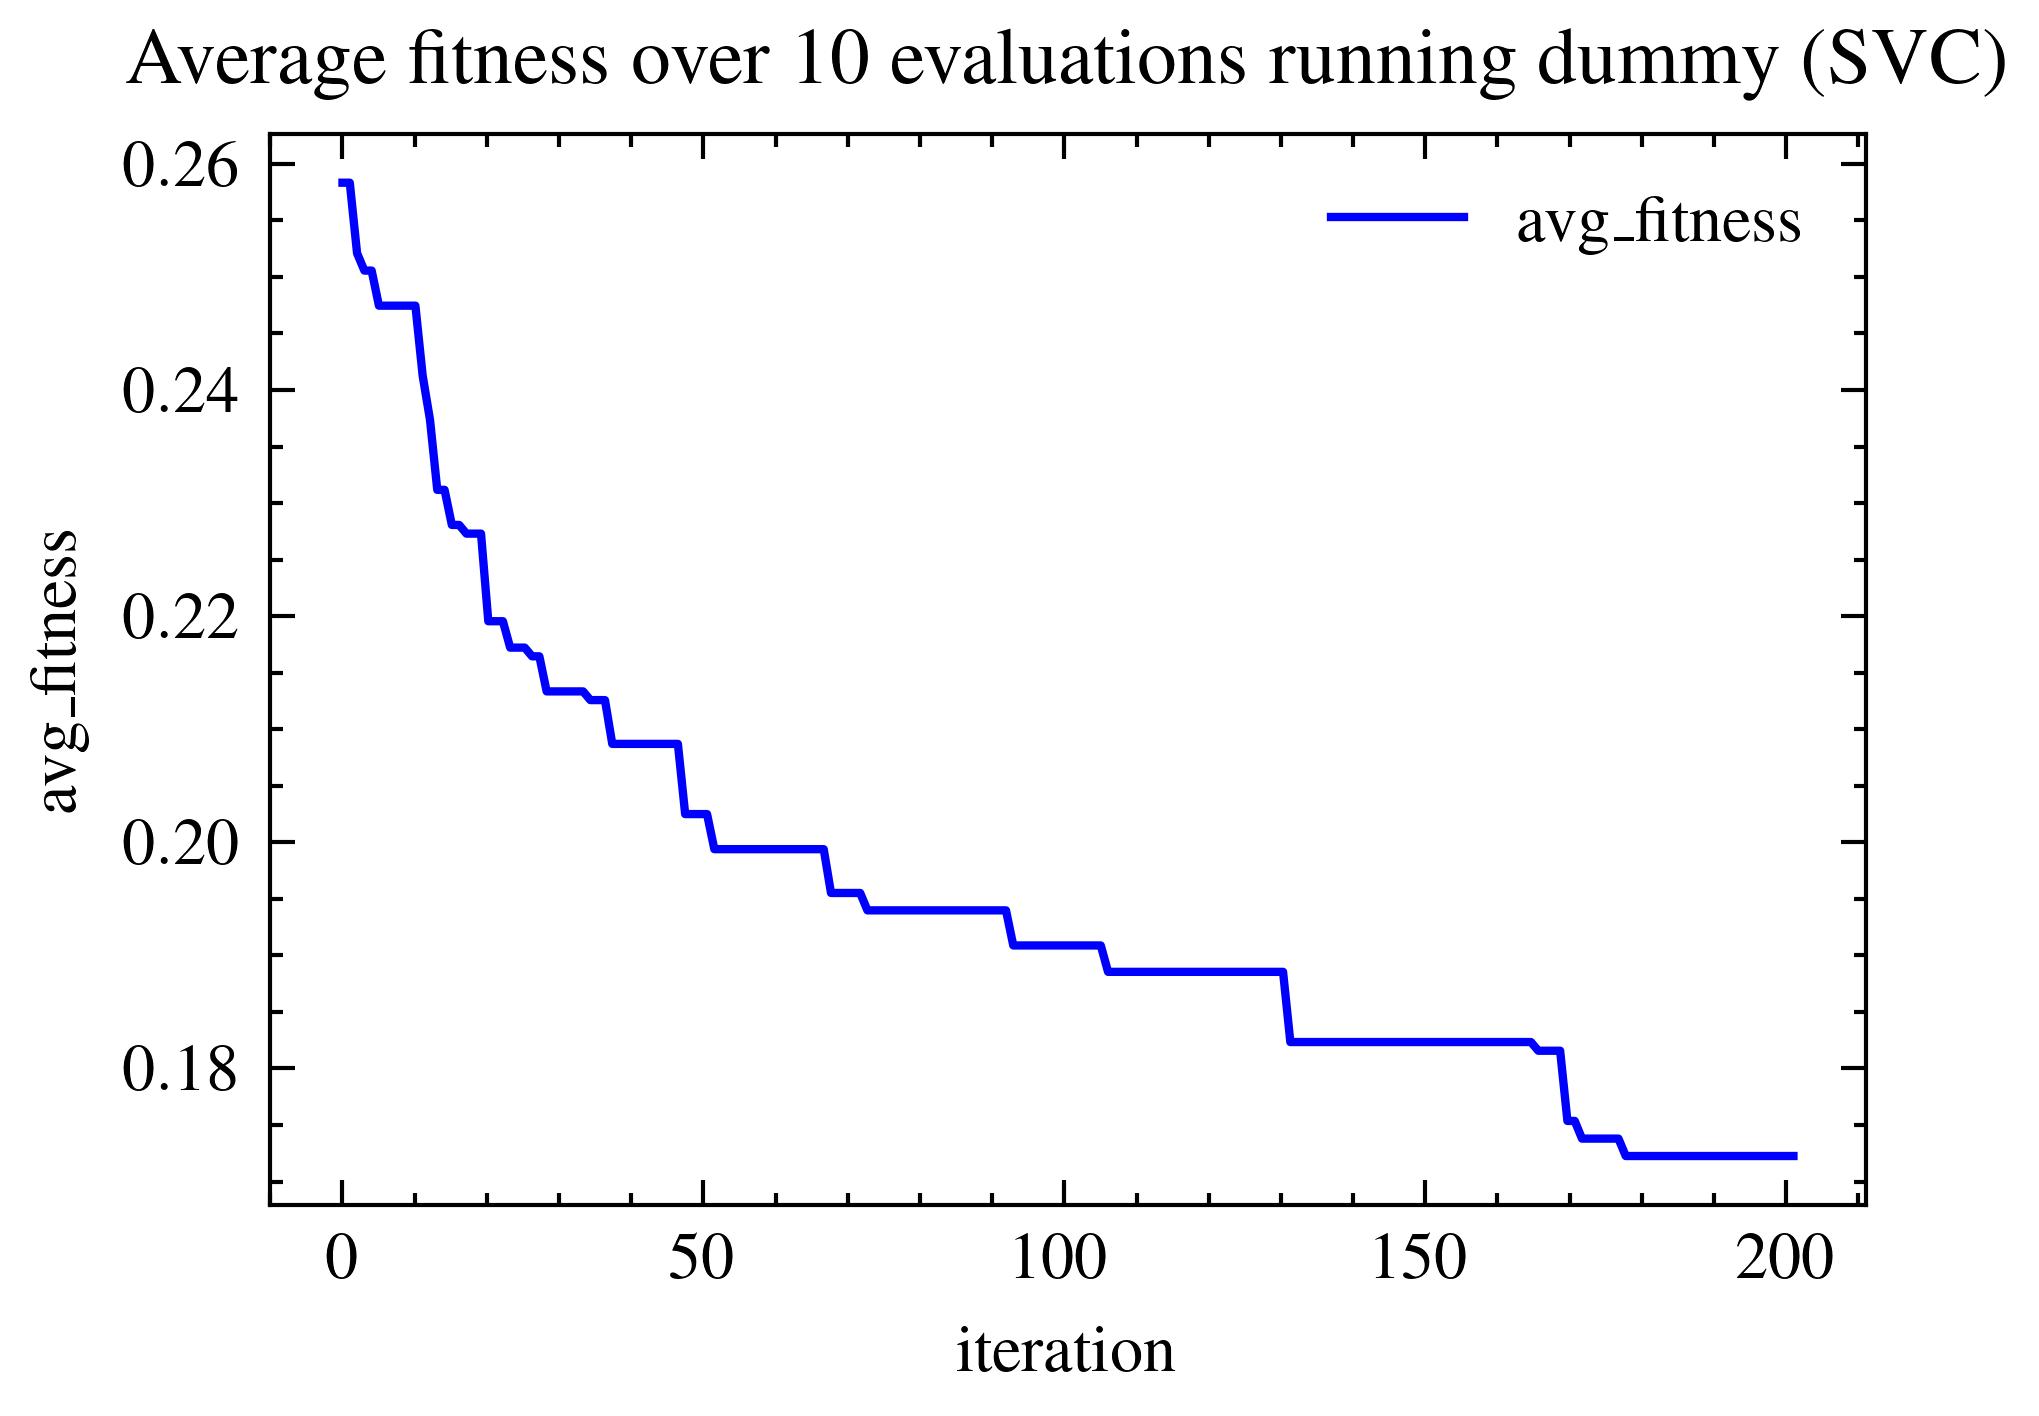 Average fitness over 10 evaluations running dummy (SVC)
avg_fitness
0.26
0.24
0.22
0.20
0.18
avg_fitness
0 50 100 150 200
iteration